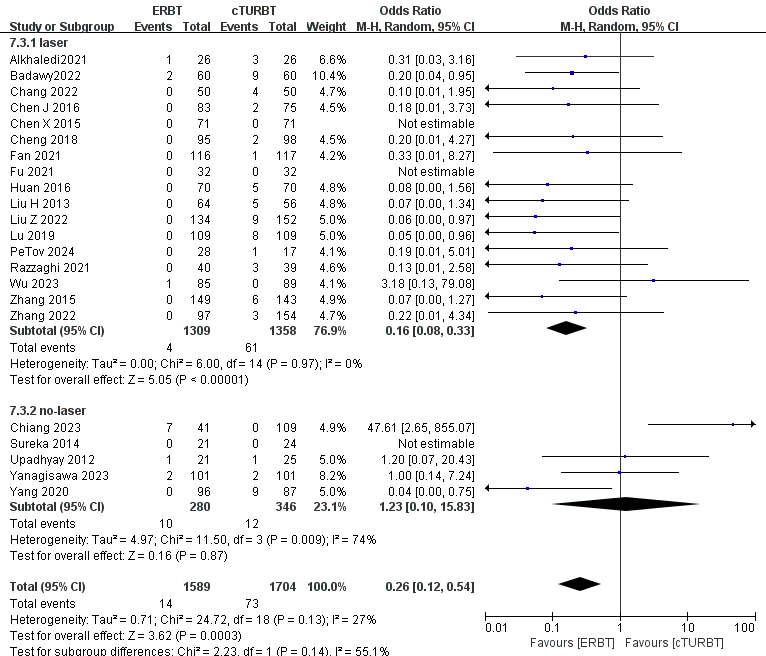 ERBT cTURBT Odds Ratio Odds Ratio
Study or Subgroup Events Total Events Total Weight M-H, Random, 95% CI M-H, Random, 95% CI
7.3.1 laser
Alkhaledi2021 1 26 3 26 6.6% 0.31 [0.03, 3.16]
Badawy2022 2 60 9 60 10.4% 0.20 [0.04, 0.95]
Chang 2022 0 50 4 50 4.7% 0.10 [0.01, 1.95]
Chen J 2016 0 83 2 75 4.5% 0.18 [0.01, 3.73]
Chen X 2015 0 71 0 71 Not estimable
Cheng 2018 0 95 2 98 4.5% 0.20 [0.01, 4.27]
Fan 2021 0 116 1 117 4.2% 0.33 [0.01, 8.27]
Fu 2021 0 32 0 32 Not estimable
Huan 2016 0 70 5 70 4.8% 0.08 [0.00, 1.56]
Liu H 2013 0 64 5 56 4.8% 0.07 [0.00, 1.34]
Liu Z 2022 0 134 9 152 5.0% 0.06 [0.00, 0.97]
Lu 2019 0 109 8 109 5.0% 0.05 [0.00, 0.96]
PeTov 2024 0 28 1 17 4.1% 0.19 [0.01, 5.01]
Razzaghi 2021 0 40 3 39 4.6% 0.13 [0.01, 2.58]
Wu 2023 1 85 0 89 4.1% 3.18 [0.13, 79.08]
Zhang 2015 0 149 6 143 4.9% 0.07 [0.00, 1.27]
Zhang 2022 0 97 3 154 4.7% 0.22 [0.01, 4.34]
Subtotal (95% CI) 1309 1358 76.9% 0.16 [0.08, 0.33]
Total events 4 61
Heterogeneity: Tau² = 0.00; Chi² = 6.00, df = 14 (P = 0.97); I² = 0%
Test for overall effect: Z = 5.05 (P < 0.00001)
7.3.2 no-laser
Chiang 2023 7 41 0 109 4.9% 47.61 [2.65, 855.07]
Sureka 2014 0 21 0 24 Not estimable
Upadhyay 2012 1 21 1 25 5.0% 1.20 [0.07, 20.43]
Yanagisawa 2023 2 101 2 101 8.2% 1.00 [0.14, 7.24]
Yang 2020 0 96 9 87 5.0% 0.04 [0.00, 0.75]
Subtotal (95% CI) 280 346 23.1% 1.23 [0.10, 15.83]
Total events 10 12
Heterogeneity: Tau² = 4.97; Chi² = 11.50, df = 3 (P = 0.009); I² = 74%
Test for overall effect: Z = 0.16 (P = 0.87)
Total (95% CI) 1589 1704 100.0% 0.26 [0.12, 0.54]
Total events 14 73
Heterogeneity: Tau² = 0.71; Chi² = 24.72, df = 18 (P = 0.13); I² = 27%
Test for overall effect: Z = 3.62 (P = 0.0003)
Test for subgroup differences: Chi² = 2.23, df = 1 (P = 0.14), I² = 55.1%
0.01 0.1 1 10 100
Favours [ERBT] Favours [cTURBT]